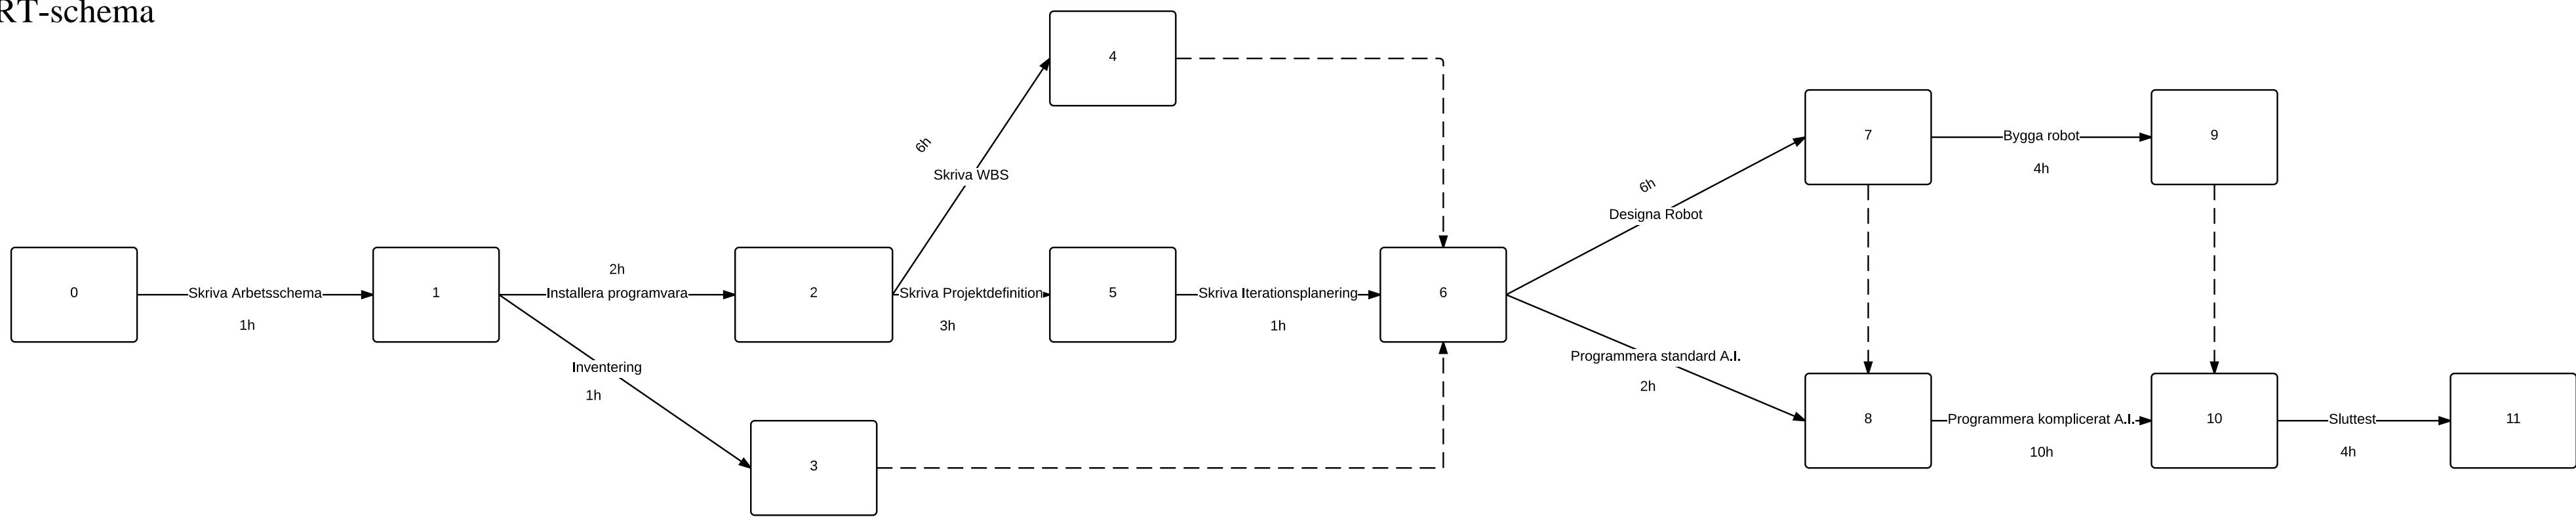 RT-schema
4
7
Bygga robot
9
4h
6h
Skriva WBS
6h
Designa Robot
0
Skriva Arbetsschema
1h
1
2h
Installera programvara
2
Skriva Projektdefinition
3h
5
Skriva Iterationsplanering
1h
6
Inventering
1h
Programmera standard A.I.
2h
3
8
Programmera komplicerat A.I.
10h
10
Sluttest
4h
11